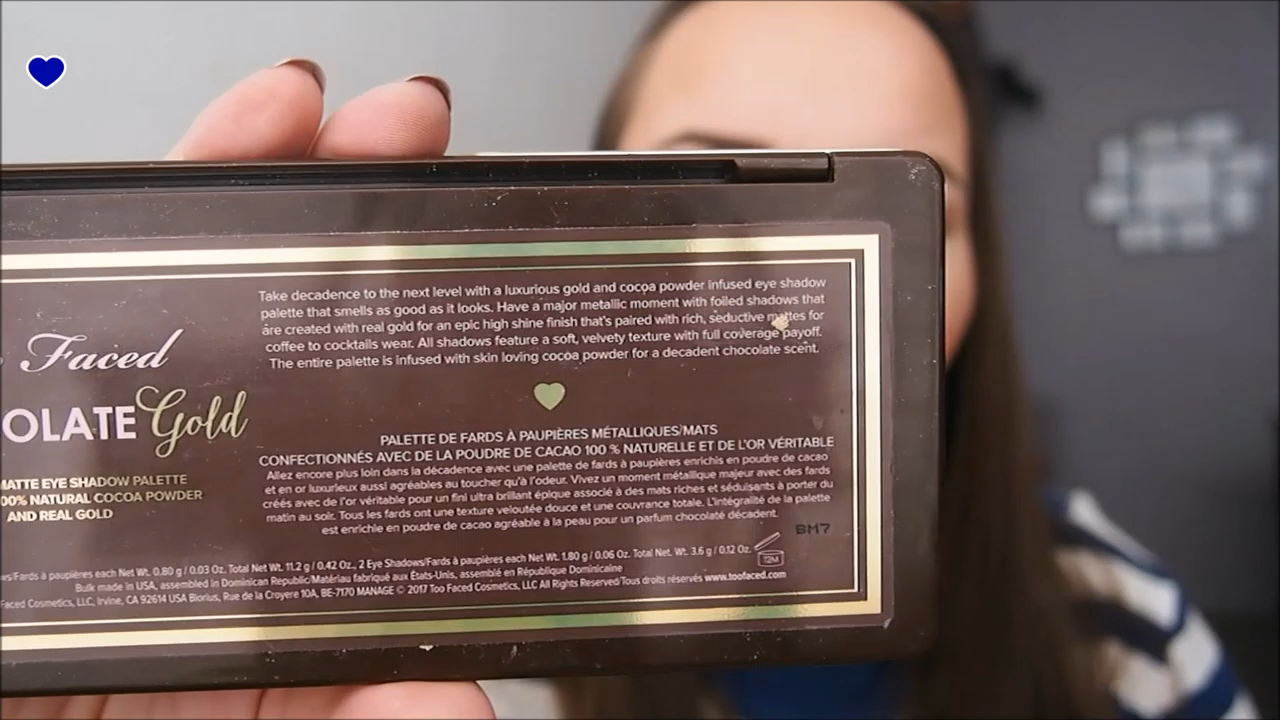 Faced
OLATE Gold
MATTE EYE SHADOW PALETTE
00% NATURAL COCOA POWDER
AND REAL GOLD
Take decadence to the next level with a luxurious gold and cocoa powder infused eye shadow
palette that smells as good as it looks. Have a major metallic moment with foiled shadows that
are created with real gold for an epic high shine finish that's paired with rich, seductive mattes for
coffee to cocktails wear. All shadows feature a soft, velvety texture with full coverage payoff.
The entire palette is infused with skin loving cocoa powder for a decadent chocolate scent.
PALETTE DE FARDS À PAUPIÈRES MÉTALLIQUES/MATS
CONFECTIONNÉS AVEC DE LA POUDRE DE CACAO 100 % NATURELLE ET DE L'OR VÉRITABLE
Allez encore plus loin dans la décadence avec une palette de fards à paupières enrichis en poudre de cacao
et en or luxurieux aussi agréables au toucher qu'à l'odeur. Vivez un moment métallique majeur avec des fards
créés avec de l'or véritable pour un fini ultra brillant épique associé à des mats riches et séduisants à porter du
matin au soir. Tous les fards ont une texture veloutée douce et une couvrance totale. L'intégralité de la palette
est enrichie en poudre de cacao agréable à la peau pour un parfum chocolaté décadent.
BM7
12M
ws/Fards à paupières each Net Wt. 0.80 g / 0.03 Oz. Total Net Wt. 11.2 g / 0.42 Oz., 2 Eye Shadows/Fards à paupières each Net Wt. 1.80 g / 0.06 Oz. Total Net. Wt. 3.6 g / 0.12 Oz.
Bulk made in USA, assembled in Dominican Republic/Matériau fabriqué aux États-Unis, assemblé en République Dominicaine
Faced Cosmetics, LLC, Irvine, CA 92614 USA Biorius, Rue de la Croyere 10A, BE-7170 MANAGE © 2017 Too Faced Cosmetics, LLC All Rights Reserved/Tous droits réservés www.toofaced.com